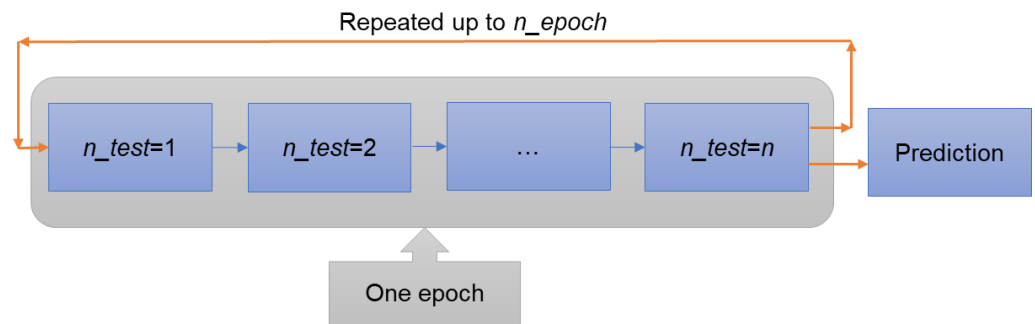 Repeated up to n_epoch
n_test=1
n_test=2
...
n_test=n
Prediction
One epoch